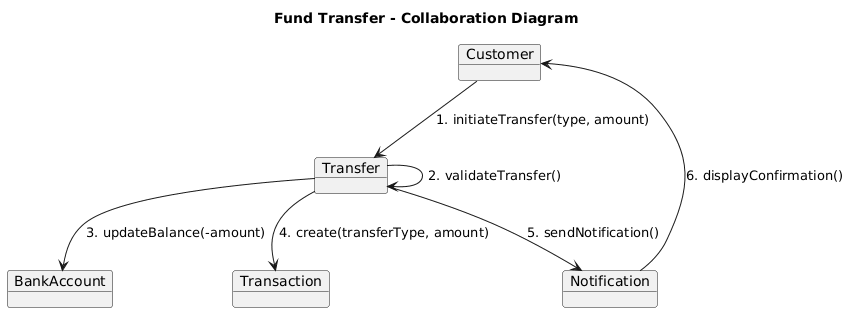 Fund Transfer - Collaboration Diagram
Customer
1. initiateTransfer(type, amount)
Transfer
2. validateTransfer()
6. displayConfirmation()
3. updateBalance(-amount)
4. create(transferType, amount)
5. sendNotification()
BankAccount
Transaction
Notification